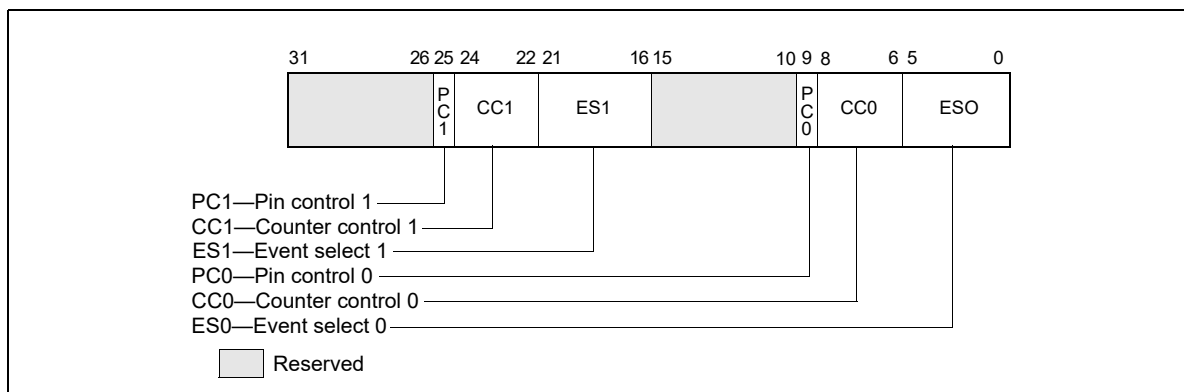 31 26 25 24 22 21 16 15 10 9 8 6 5 0
PC1 CC1 ES1 PC0 CC0 ESO
PC1—Pin control 1
CC1—Counter control 1
ES1—Event select 1
PC0—Pin control 0
CC0—Counter control 0
ES0—Event select 0
Reserved